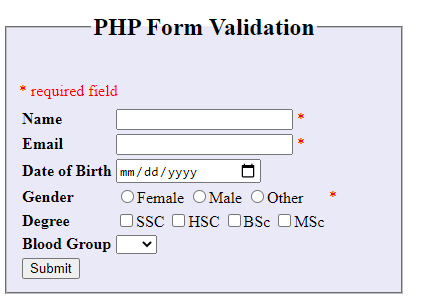 PHP Form Validation
* required field
Name *
Email *
Date of Birth mm/dd/yyyy
Gender Female Male Other *
Degree SSC HSC BSc MSc
Blood Group
Submit